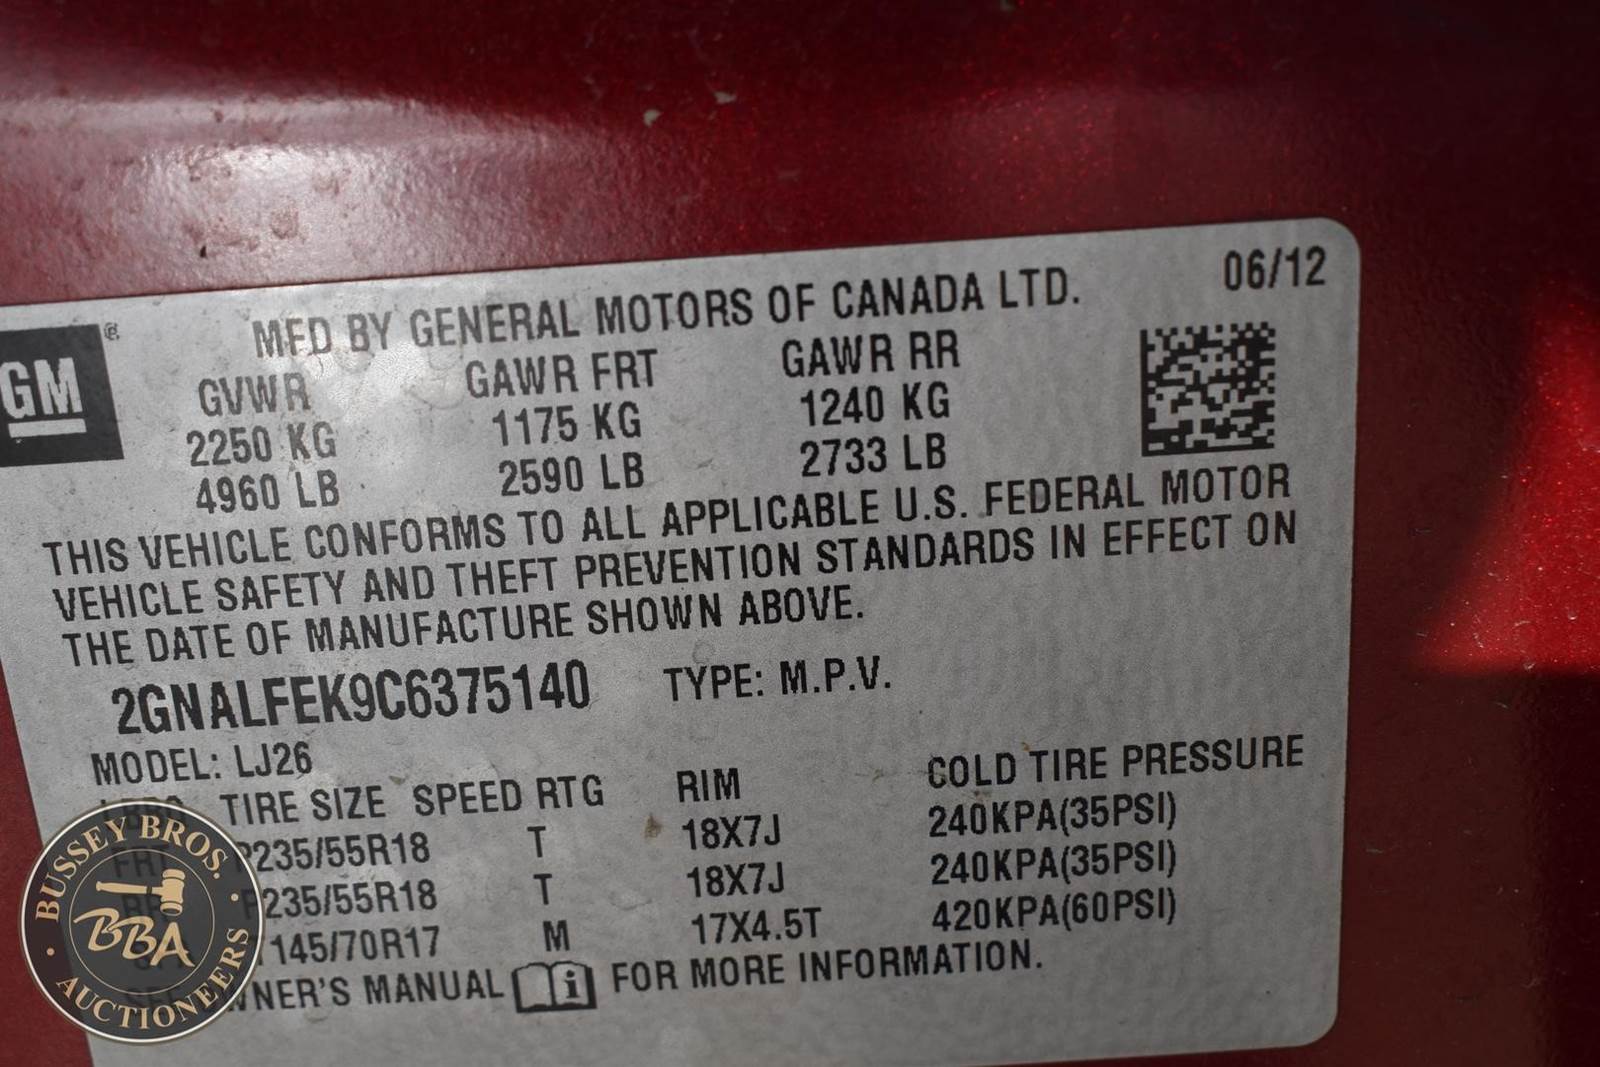 06/12
GM®
MFD BY GENERAL MOTORS OF CANADA LTD.
GVWR GAWR FRT GAWR RR
2250 KG 1175 KG 1240 KG
4960 LB 2590 LB 2733 LB
THIS VEHICLE CONFORMS TO ALL APPLICABLE U.S. FEDERAL MOTOR
VEHICLE SAFETY AND THEFT PREVENTION STANDARDS IN EFFECT ON
THE DATE OF MANUFACTURE SHOWN ABOVE.
2GNALFEK9C6375140 TYPE: M.P.V.
MODEL: LJ26
TIRE SIZE SPEED RTG RIM COLD TIRE PRESSURE
FRT P235/55R18 T 18X7J 240KPA(35PSI)
RR P235/55R18 T 18X7J 240KPA(35PSI)
T145/70R17 M 17X4.5T 420KPA(60PSI)
SEE OWNER'S MANUAL i FOR MORE INFORMATION.
BUSSEY BROS.
BBA
AUCTIONEERS